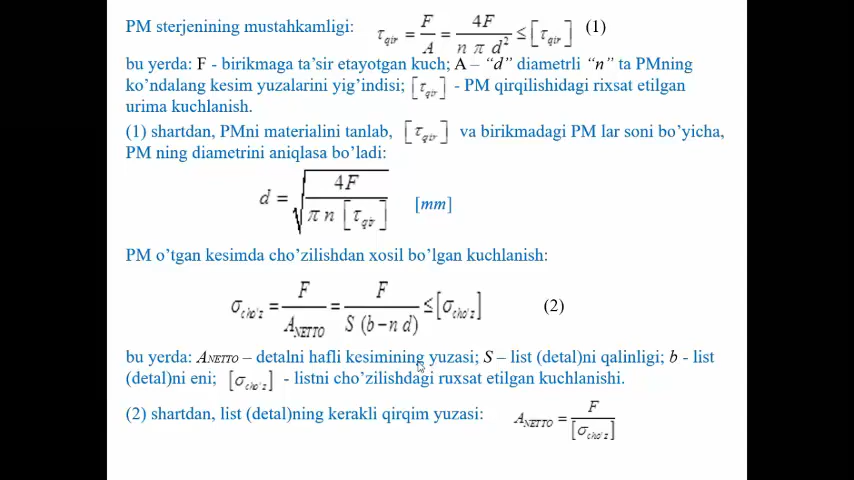 PM sterjenining mustahkamligi: τqir = F/A = 4F/(n π d²) ≤ [τqir] (1)
bu yerda: F - birikmaga ta’sir etayotgan kuch; A – “d” diametrli “n” ta PMning
ko’ndalang kesim yuzalarini yig’indisi; [τqir] - PM qirqilishidagi rixsat etilgan
urima kuchlanish.
(1) shartdan, PMni materialini tanlab, [τqir] va birikmadagi PM lar soni bo’yicha,
PM ning diametrini aniqlasa bo’ladi:
d = √(4F/(π n [τqir])) [mm]
PM o’tgan kesimda cho’zilishdan xosil bo’lgan kuchlanish:
σcho'z = F/ANETTO = F/(S (b−n d)) ≤ [σcho'z] (2)
bu yerda: ANETTO – detalni hafli kesimining yuzasi; S – list (detal)ni qalinligi; b - list
(detal)ni eni; [σcho'z] - listni cho’zilishdagi ruxsat etilgan kuchlanishi.
(2) shartdan, list (detal)ning kerakli qirqim yuzasi: ANETTO = F/[σcho'z]